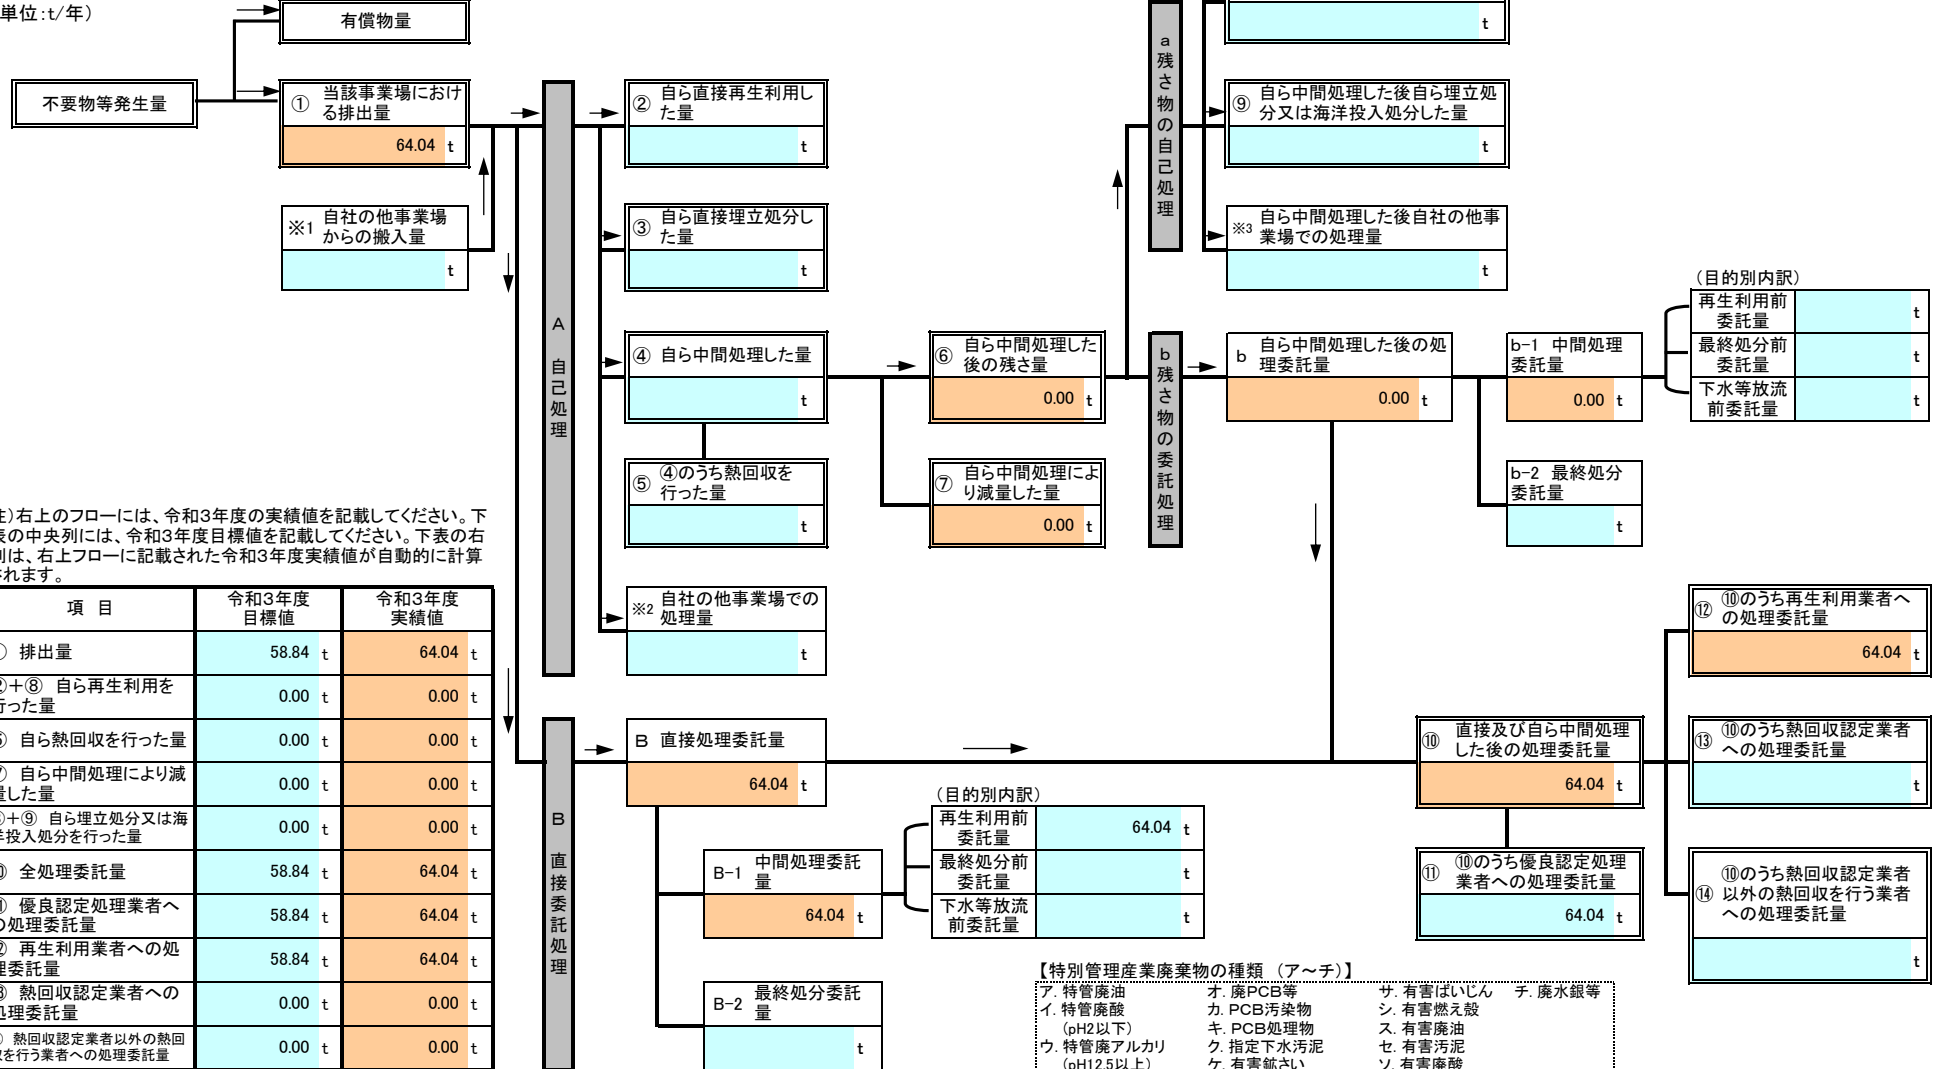 単位:t/年）
有償物量
不要物等発生量
① 当該事業場におけ
る排出量
64.04 t
※1 自社の他事業場
からの搬入量
t
A 自己処理
② 自ら直接再生利用し
た量
t
③ 自ら直接埋立処分し
た量
t
④ 自ら中間処理した量
t
⑤ ④のうち熱回収を
行った量
t
※2 自社の他事業場での
処理量
t
⑥ 自ら中間処理した
後の残さ量
0.00 t
⑦ 自ら中間処理によ
り減量した量
0.00 t
a残さ物の自己処理
t
⑨ 自ら中間処理した後自ら埋立処
分又は海洋投入処分した量
t
※3 自ら中間処理した後自社の他事
業場での処理量
t
b残さ物の委託処理
b 自ら中間処理した後の処
理委託量
0.00 t
b-1 中間処理
委託量
0.00 t
b-2 最終処分
委託量
t
（目的別内訳）
再生利用前
委託量
t
最終処分前
委託量
t
下水等放流
前委託量
t
)右上のフローには、令和3年度の実績値を記載してください。下
表の中央列には、令和3年度目標値を記載してください。下表の右
列は、右上フローに記載された令和3年度実績値が自動的に計算
されます。
項 目 令和3年度
目標値 令和3年度
実績値
排出量 58.84 t 64.04 t
＋⑧ 自ら再生利用を
行った量 0.00 t 0.00 t
自ら熱回収を行った量 0.00 t 0.00 t
自ら中間処理により減
量した量 0.00 t 0.00 t
＋⑨ 自ら埋立処分又は海
洋投入処分を行った量 0.00 t 0.00 t
全処理委託量 58.84 t 64.04 t
優良認定処理業者へ
の処理委託量 58.84 t 64.04 t
再生利用業者への処
理委託量 58.84 t 64.04 t
熱回収認定業者への
処理委託量 0.00 t 0.00 t
熱回収認定業者以外の熱回
収を行う業者への処理委託量 0.00 t 0.00 t
B 直接委託処理
B 直接処理委託量
64.04 t
B-1 中間処理委託
量
64.04 t
B-2 最終処分委託
量
t
（目的別内訳）
再生利用前
委託量
64.04 t
最終処分前
委託量
t
下水等放流
前委託量
t
⑩ 直接及び自ら中間処理
した後の処理委託量
64.04 t
⑪ ⑩のうち優良認定処理
業者への処理委託量
64.04 t
⑫ ⑩のうち再生利用業者へ
の処理委託量
64.04 t
⑬ ⑩のうち熱回収認定業者
への処理委託量
t
⑭ ⑩のうち熱回収認定業者
以外の熱回収を行う業者
への処理委託量
t
【特別管理産業廃棄物の種類 （ア～チ）】
ア. 特管廃油 オ. 廃PCB等 サ. 有害ばいじん チ. 廃水銀等
イ. 特管廃酸 カ. PCB汚染物 シ. 有害燃え殻
（pH2以下） キ. PCB処理物 ス. 有害廃油
ウ. 特管廃アルカリ ク. 指定下水汚泥 セ. 有害汚泥
（pH12.5以上） ケ. 有害鉱さい ソ. 有害廃酸